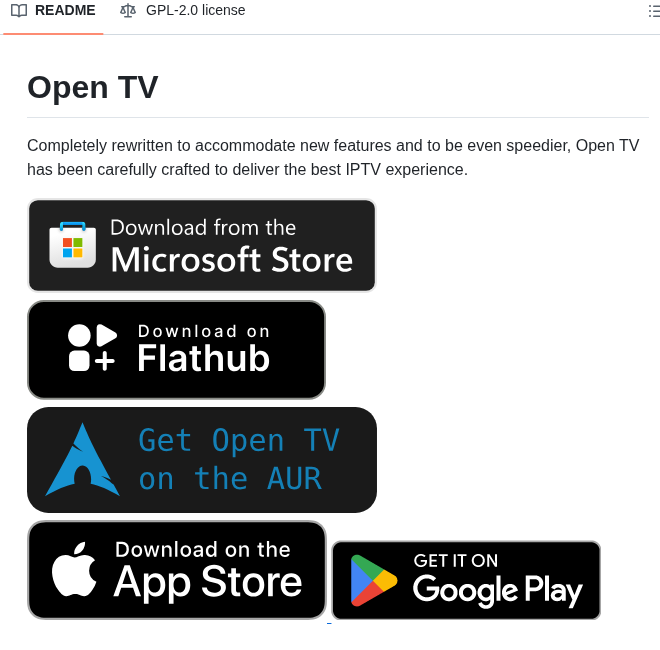 README
GPL-2.0 license
Open TV
Completely rewritten to accommodate new features and to be even speedier, Open TV
has been carefully crafted to deliver the best IPTV experience.
Download from the
Microsoft Store
Download on
Flathub
Get Open TV
on the AUR
Download on the
App Store
GET IT ON
Google Play